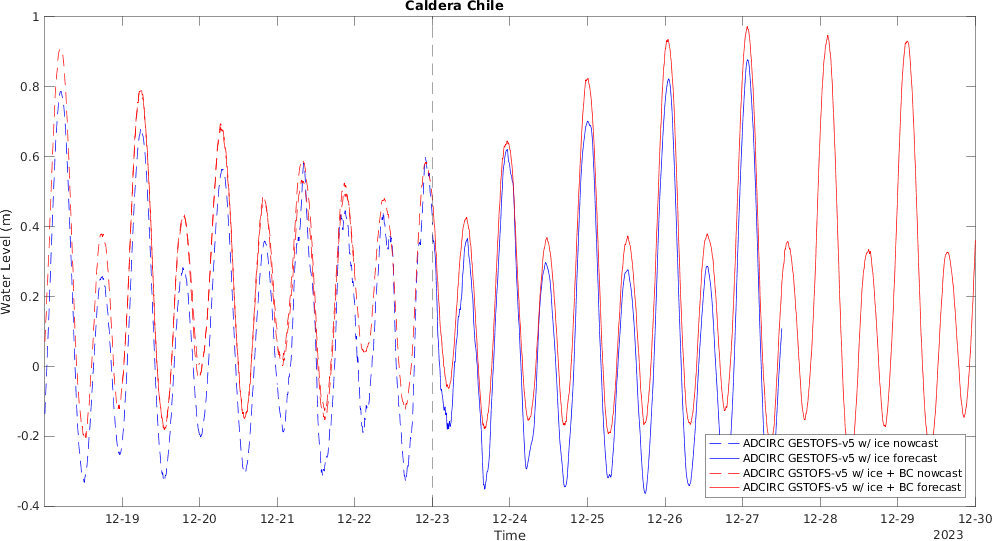 Caldera Chile
1
0.8
0.6
0.4
0.2
0
-0.2
-0.4
Water Level (m)
ADCIRC GESTOFS-v5 w/ ice nowcast
ADCIRC GESTOFS-v5 w/ ice forecast
ADCIRC GSTOFS-v5 w/ ice + BC nowcast
ADCIRC GSTOFS-v5 w/ ice + BC forecast
12-19 12-20 12-21 12-22 12-23 12-24 12-25 12-26 12-27 12-28 12-29 12-30
Time
2023